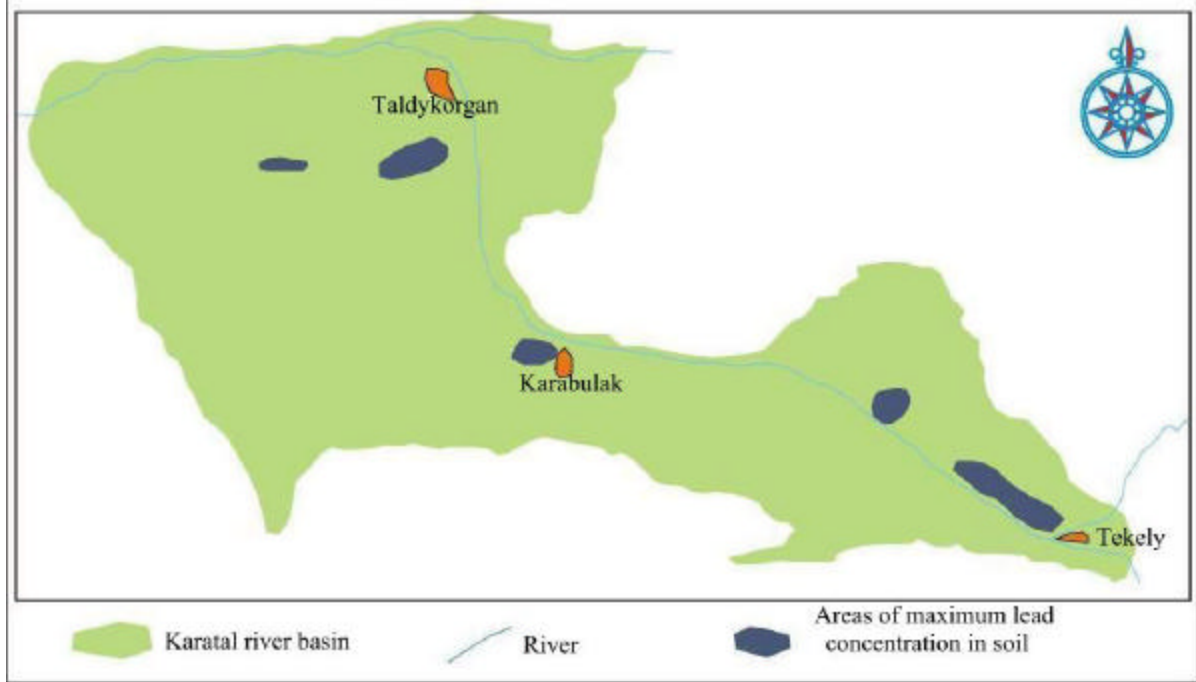 Taldykorgan
Karabulak
Tekely
Karatal river basin
River
Areas of maximum lead
concentration in soil